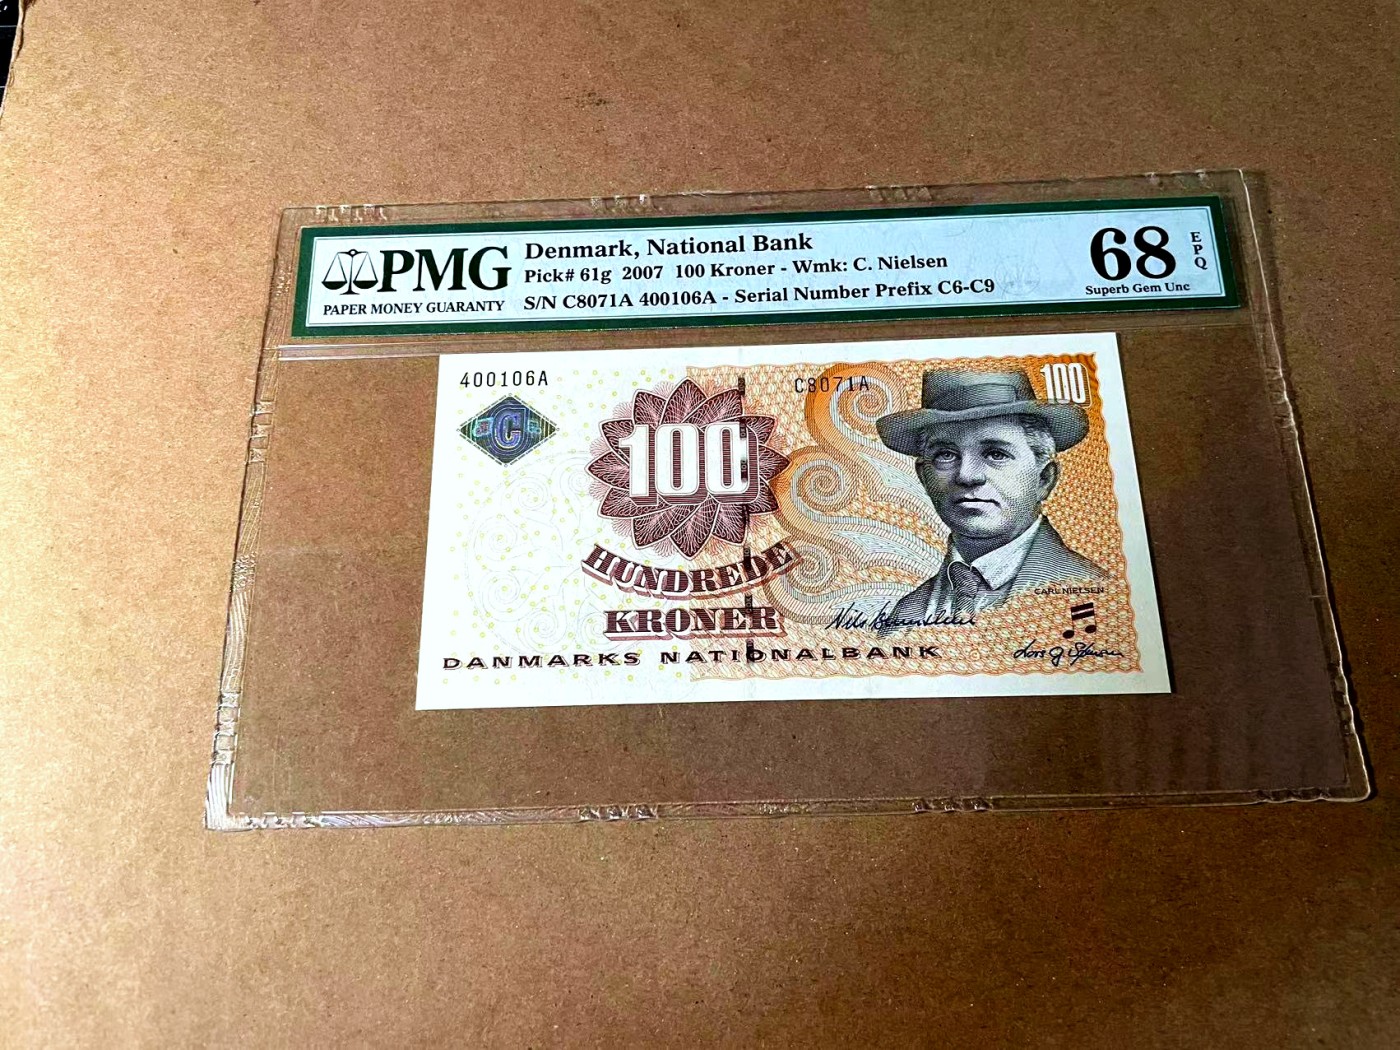 PMG
PAPER MONEY GUARANTY
Denmark, National Bank
Pick# 61g 2007 100 Kroner - Wmk: C. Nielsen
S/N C8071A 400106A - Serial Number Prefix C6-C9
68
EPQ
Superb Gem Unc
400106A
C8071A
100
C
100
HUNDREDE
KRONER
CARL NIELSEN
DANMARKS NATIONALBANK